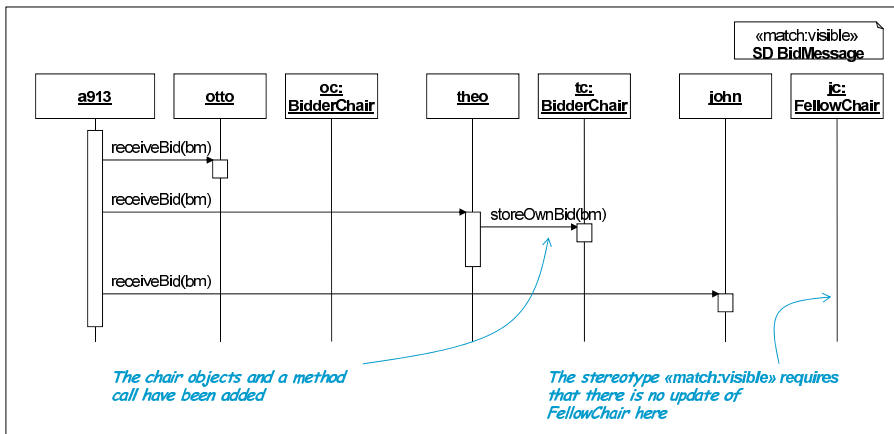 «match:visible»
SD BidMessage
a913
otto
oc:
BidderChair
theo
tc:
BidderChair
john
jc:
FellowChair
receiveBid(bm)
receiveBid(bm)
storeOwnBid(bm)
receiveBid(bm)
The chair objects and a method
call have been added
The stereotype «match:visible» requires
that there is no update of
FellowChair here